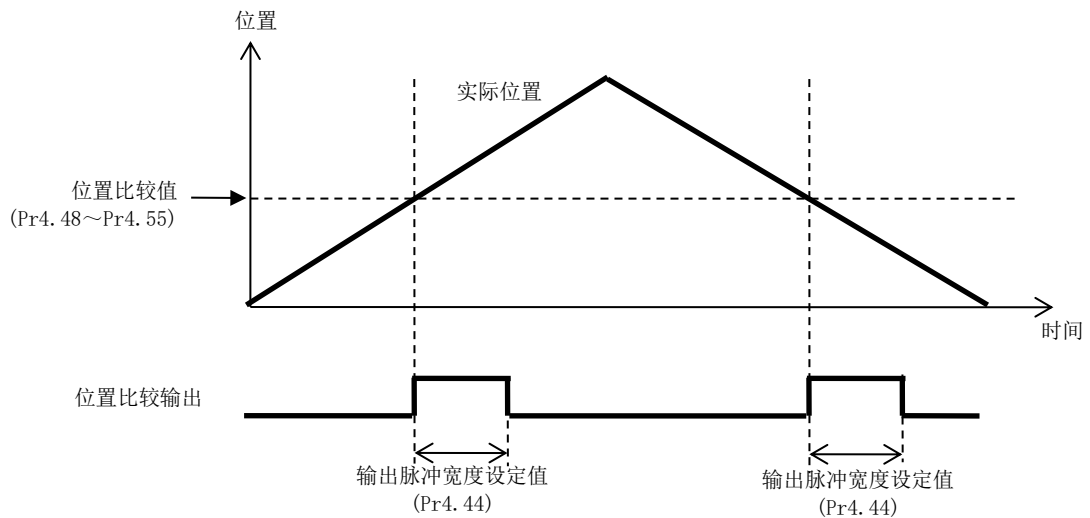 位置
实际位置
位置比较值
(Pr4.48～Pr4.55)
时间
位置比较输出
输出脉冲宽度设定值
(Pr4.44)
输出脉冲宽度设定值
(Pr4.44)